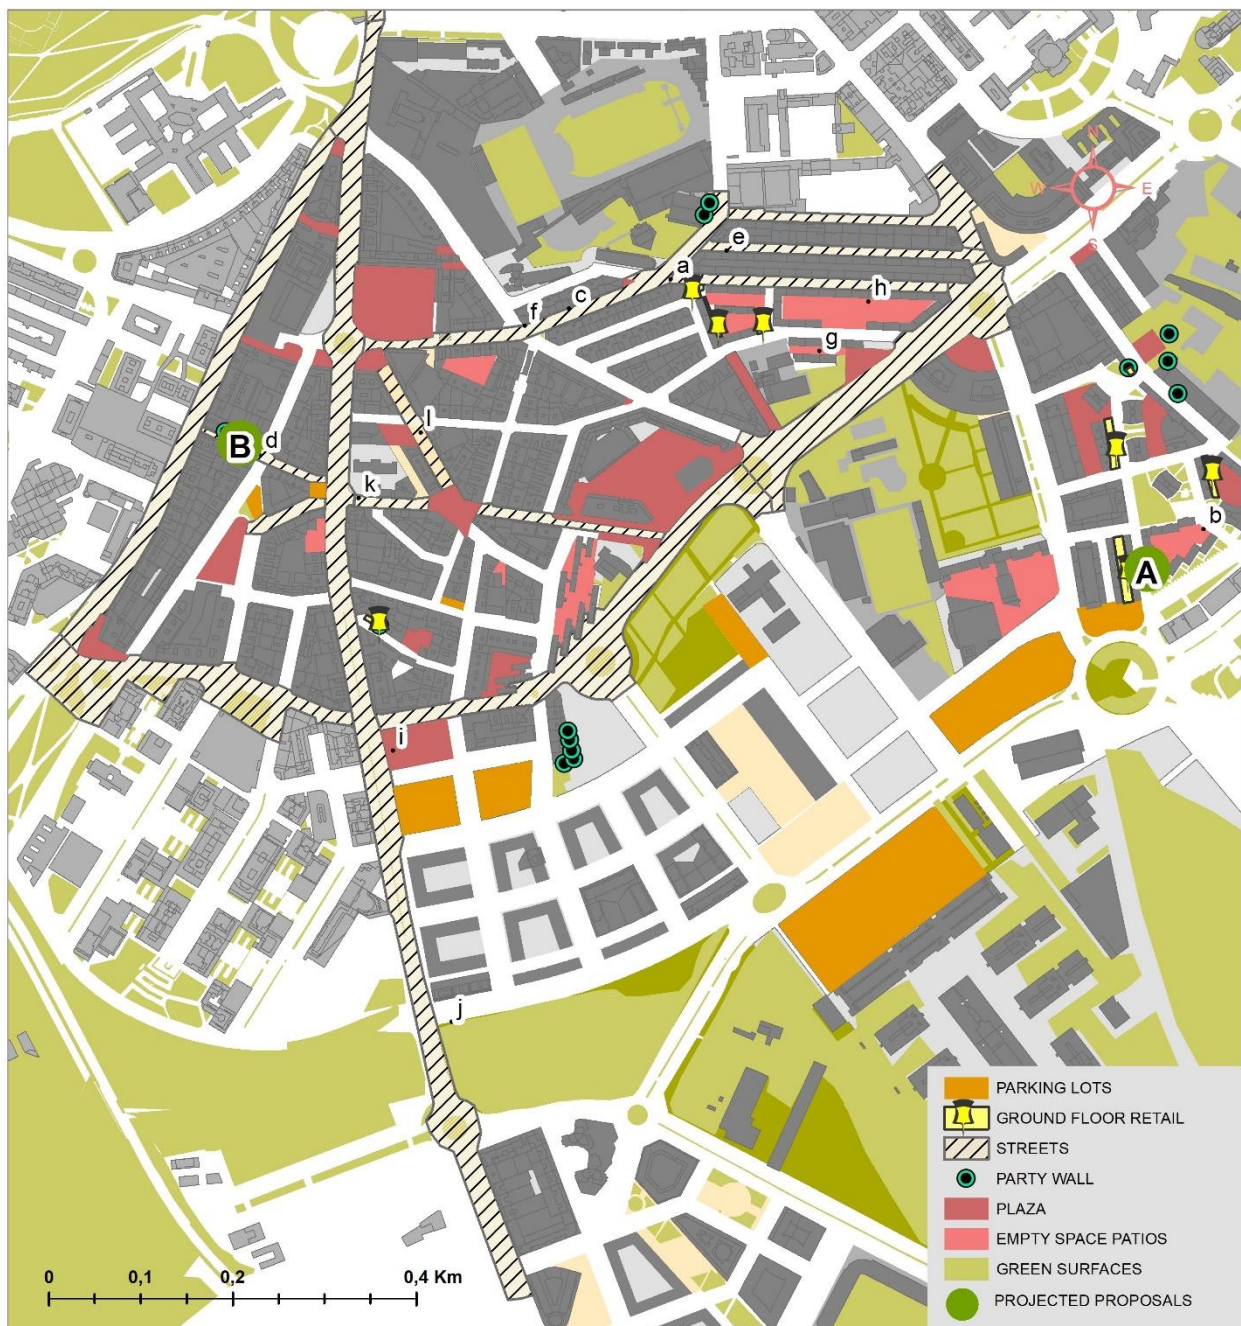 N
W E
S
e
a
h
c
f
g
l
B d
k
b
A
i
j
PARKING LOTS
GROUND FLOOR RETAIL
STREETS
PARTY WALL
PLAZA
EMPTY SPACE PATIOS
GREEN SURFACES
PROJECTED PROPOSALS
0 0,1 0,2 0,4 Km